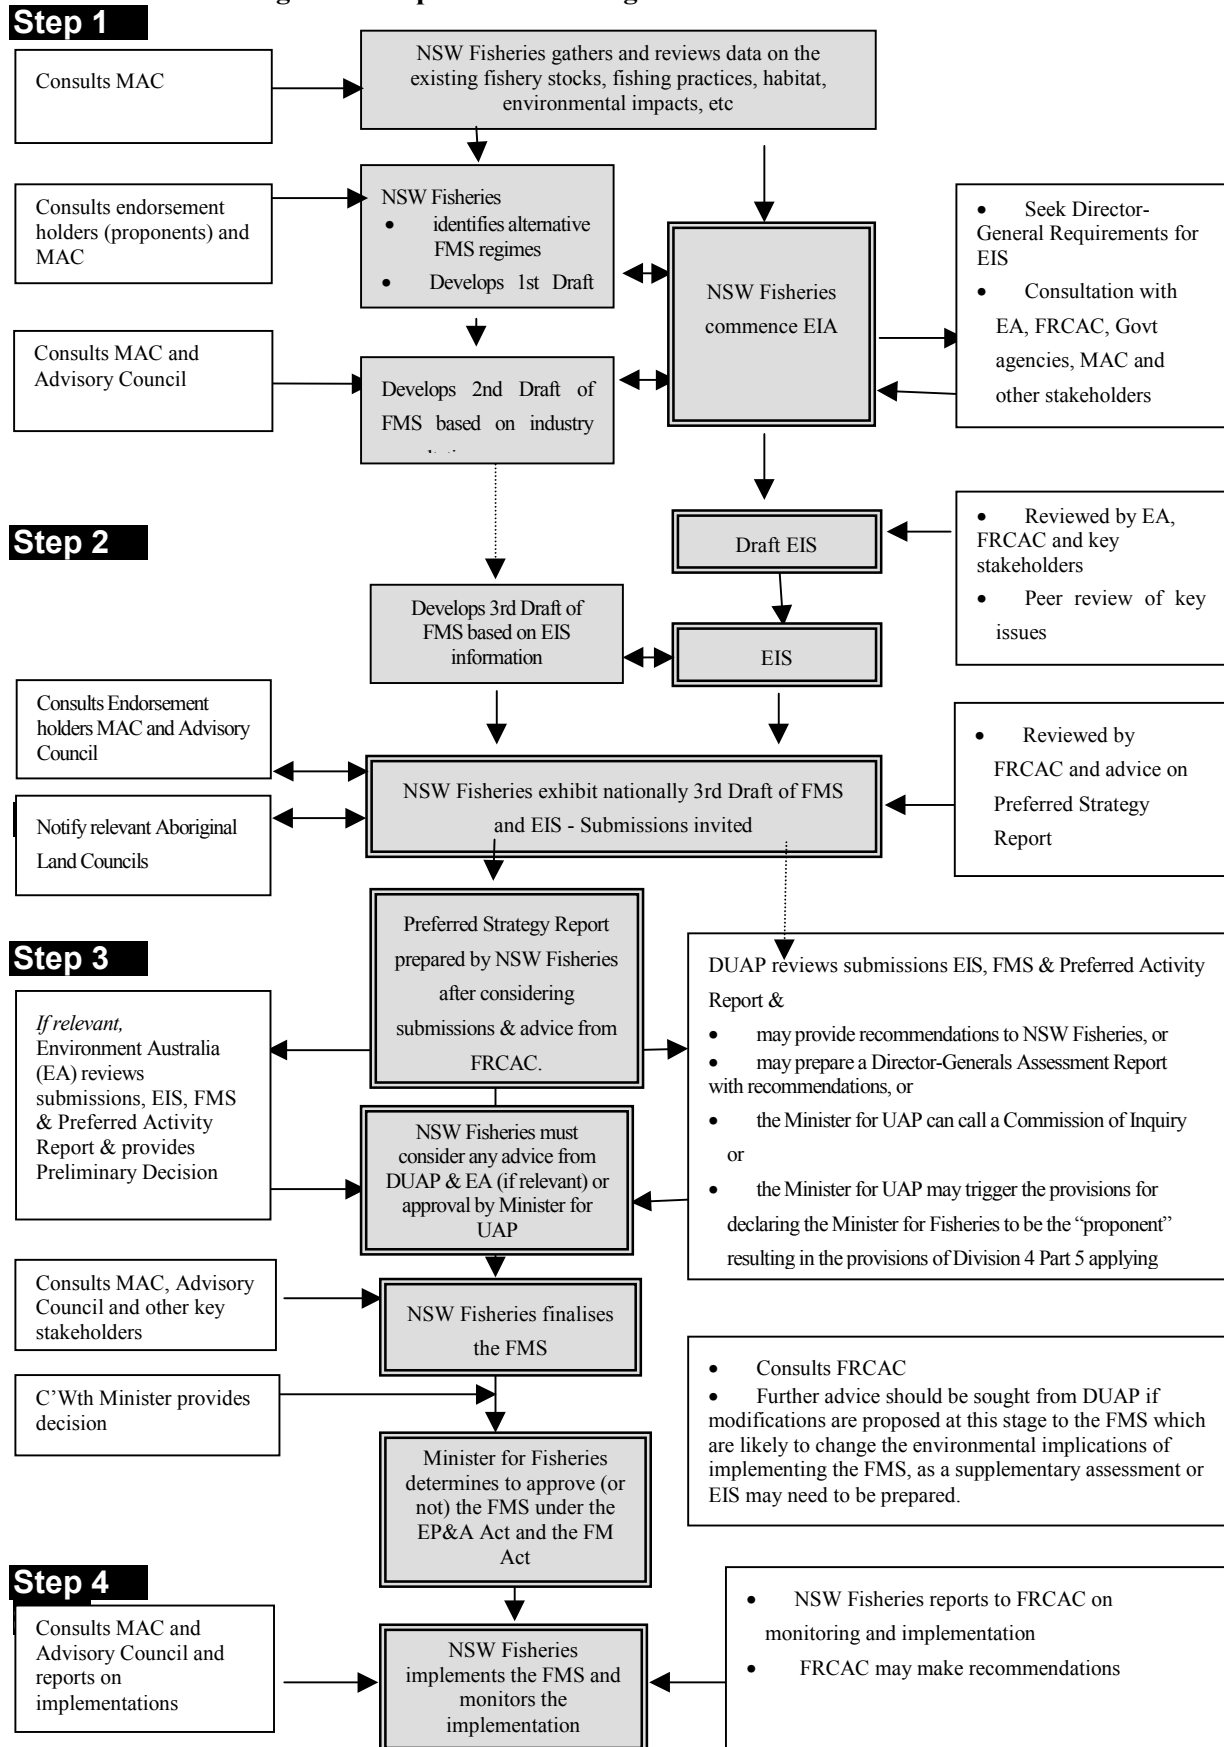 Step 1
NSW Fisheries gathers and reviews data on the
existing fishery stocks, fishing practices, habitat,
environmental impacts, etc
Consults MAC
NSW Fisheries
• identifies alternative
FMS regimes
• Develops 1st Draft
Consults endorsement
holders (proponents) and
MAC
NSW Fisheries
commence EIA
• Seek Director-
General Requirements for
EIS
• Consultation with
EA, FRCAC, Govt
agencies, MAC and
other stakeholders
Consults MAC and
Advisory Council
Develops 2nd Draft of
FMS based on industry
Step 2
Draft EIS
• Reviewed by EA,
FRCAC and key
stakeholders
• Peer review of key
issues
Develops 3rd Draft of
FMS based on EIS
information
EIS
Consults Endorsement
holders MAC and Advisory
Council
Notify relevant Aboriginal
Land Councils
NSW Fisheries exhibit nationally 3rd Draft of FMS
and EIS - Submissions invited
• Reviewed by
FRCAC and advice on
Preferred Strategy
Report
Step 3
Preferred Strategy Report
prepared by NSW Fisheries
after considering
submissions & advice from
FRCAC.
If relevant,
Environment Australia
(EA) reviews
submissions, EIS, FMS
& Preferred Activity
Report & provides
Preliminary Decision
DUAP reviews submissions EIS, FMS & Preferred Activity
Report &
• may provide recommendations to NSW Fisheries, or
• may prepare a Director-Generals Assessment Report
with recommendations, or
• the Minister for UAP can call a Commission of Inquiry
or
• the Minister for UAP may trigger the provisions for
declaring the Minister for Fisheries to be the “proponent”
resulting in the provisions of Division 4 Part 5 applying
NSW Fisheries must
consider any advice from
DUAP & EA (if relevant) or
approval by Minister for
UAP
Consults MAC, Advisory
Council and other key
stakeholders
NSW Fisheries finalises
the FMS
C’Wth Minister provides
decision
• Consults FRCAC
• Further advice should be sought from DUAP if
modifications are proposed at this stage to the FMS which
are likely to change the environmental implications of
implementing the FMS, as a supplementary assessment or
EIS may need to be prepared.
Minister for Fisheries
determines to approve (or
not) the FMS under the
EP&A Act and the FM
Act
Step 4
Consults MAC and
Advisory Council and
reports on
implementations
NSW Fisheries
implements the FMS and
monitors the
implementation
• NSW Fisheries reports to FRCAC on
monitoring and implementation
• FRCAC may make recommendations